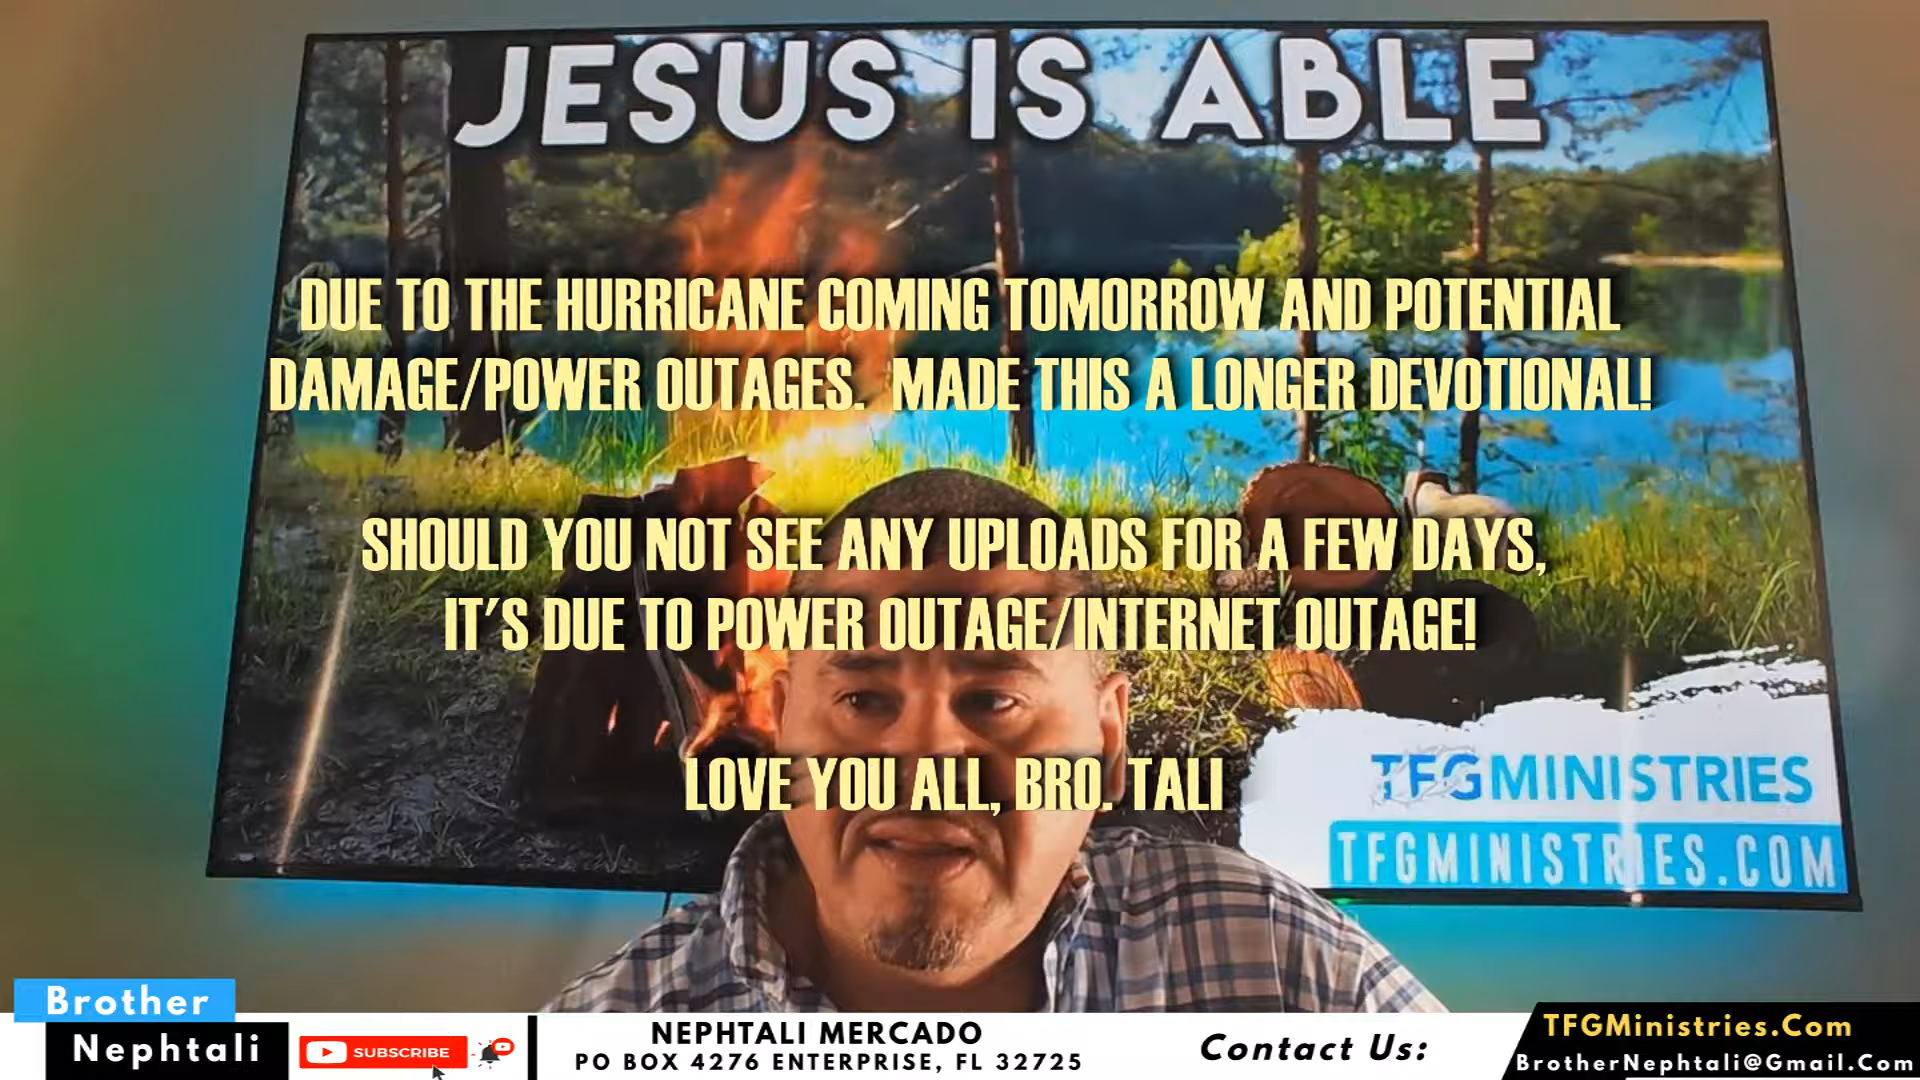 JESUS IS ABLE
DUE TO THE HURRICANE COMING TOMORROW AND POTENTIAL
DAMAGE/POWER OUTAGES. MADE THIS A LONGER DEVOTIONAL!
SHOULD YOU NOT SEE ANY UPLOADS FOR A FEW DAYS,
IT'S DUE TO POWER OUTAGE/INTERNET OUTAGE!
LOVE YOU ALL, BRO. TALI
TFGMINISTRIES
TFGMINISTRIES.COM
Brother
Nephtali
SUBSCRIBE
NEPHTALI MERCADO
PO BOX 4276 ENTERPRISE, FL 32725
Contact Us:
TFGMinistries.Com
BrotherNephtali@Gmail.Com